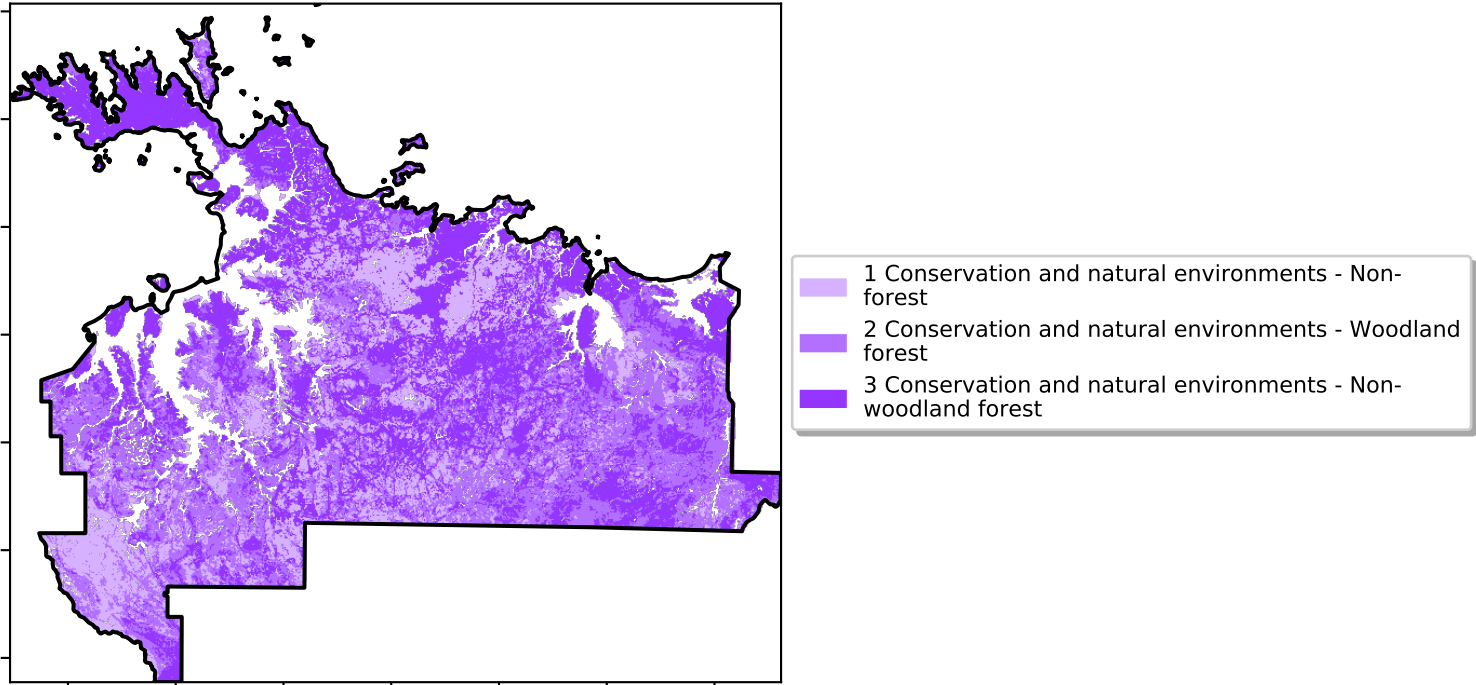 1 Conservation and natural environments - Non-
forest
2 Conservation and natural environments - Woodland
forest
3 Conservation and natural environments - Non-
woodland forest